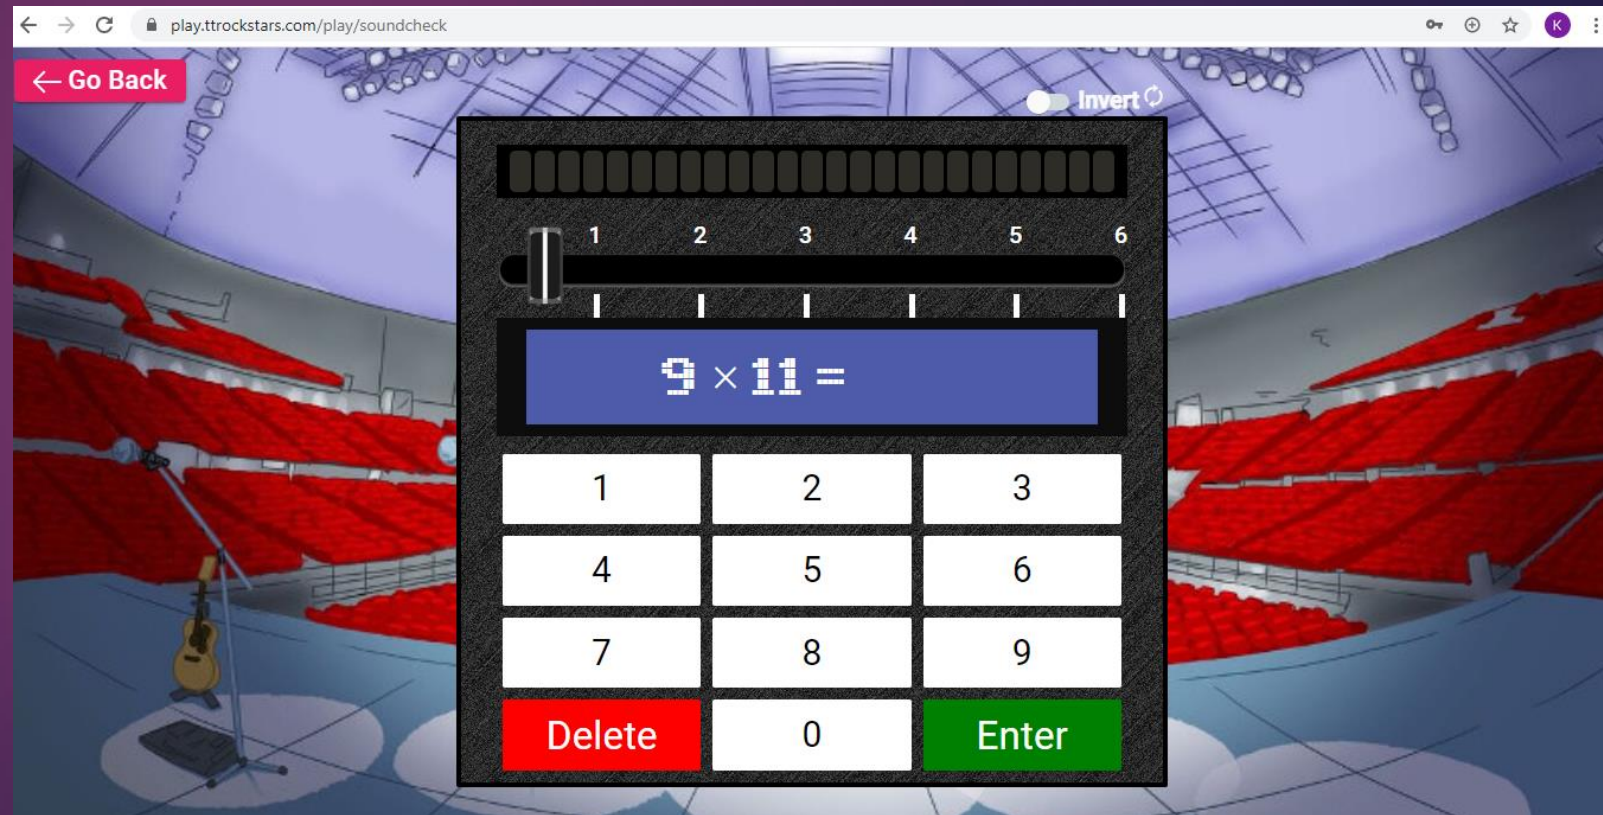 play.ttrockstars.com/play/soundcheck
K
← Go Back
Invert
1 2 3 4 5 6
9 × 11 =
1 2 3
4 5 6
7 8 9
Delete 0 Enter